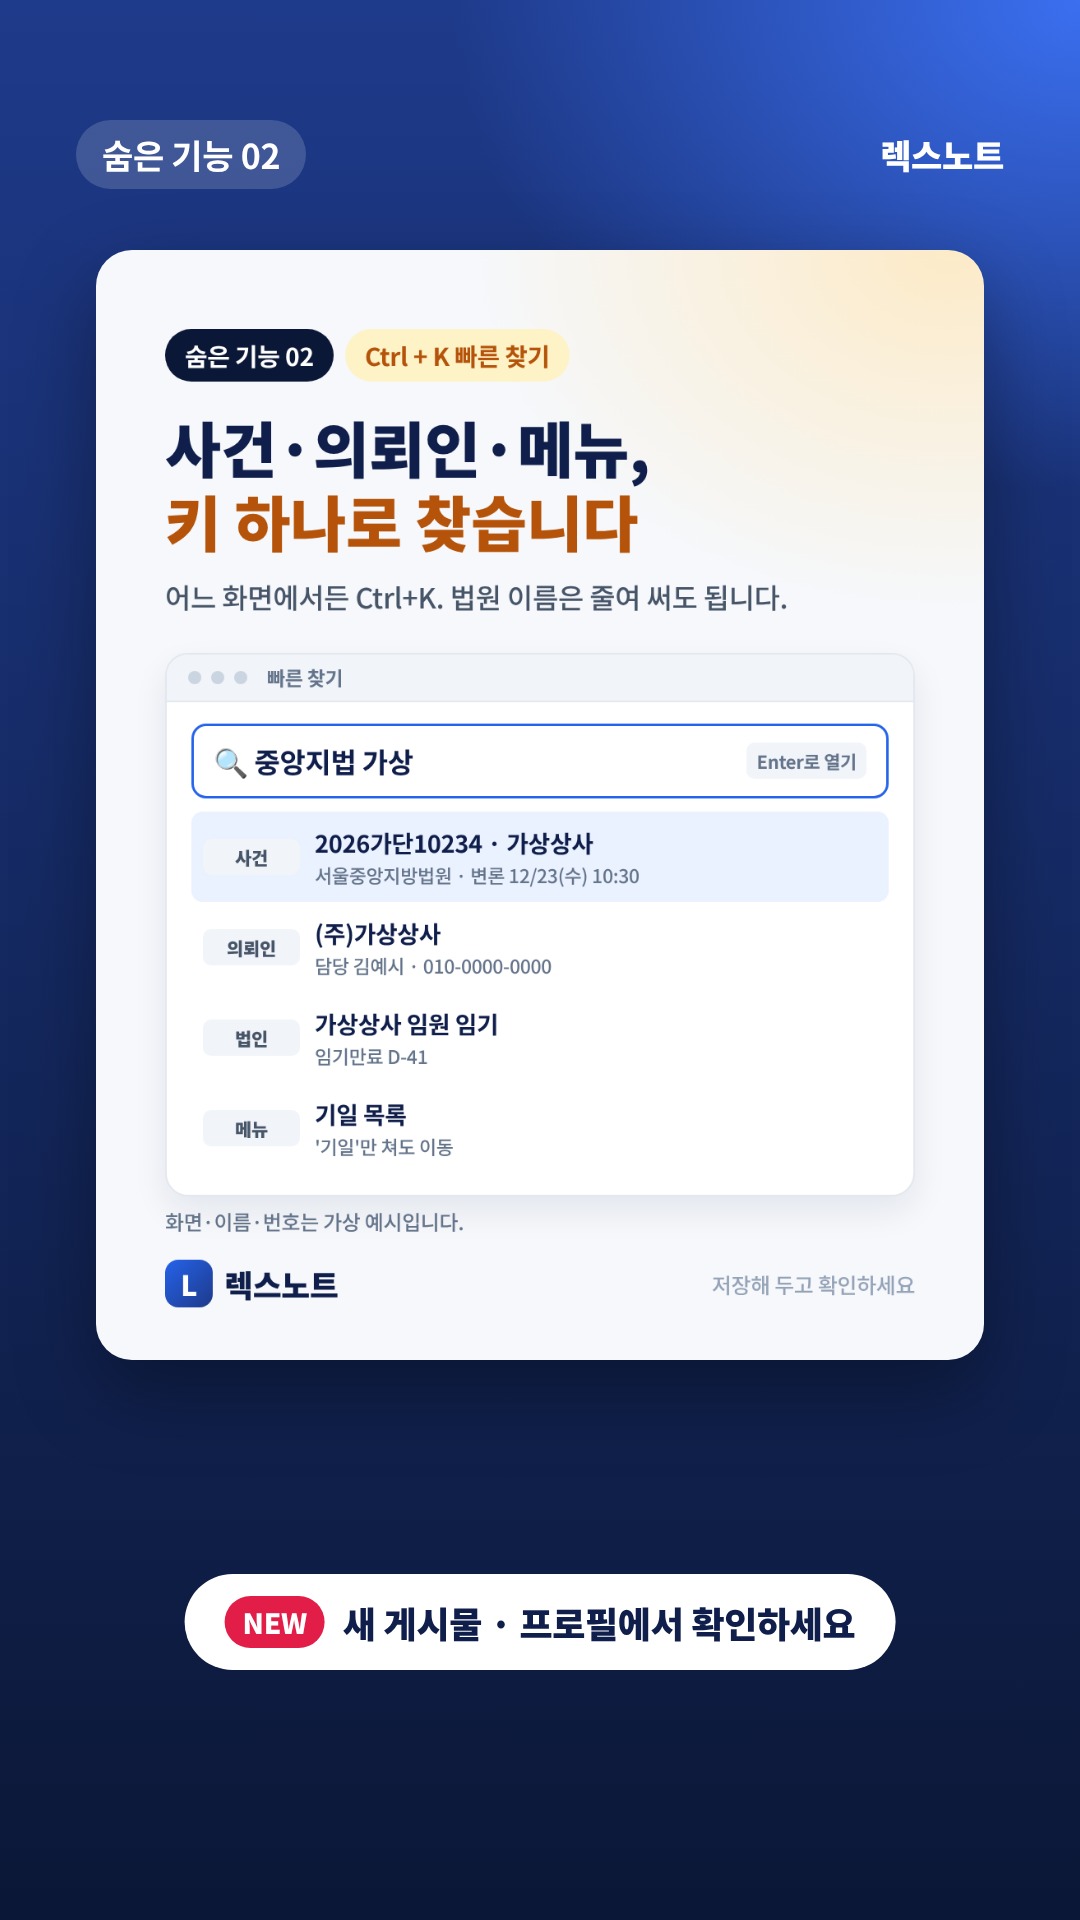 숨은 기능 02
렉스노트
숨은 기능 02
Ctrl + K 빠른 찾기
사건·의뢰인·메뉴,
키 하나로 찾습니다
어느 화면에서든 Ctrl+K. 법원 이름은 줄여 써도 됩니다.
빠른 찾기
중앙지법 가상
Enter로 열기
사건
2026가단10234 · 가상상사
서울중앙지방법원 · 변론 12/23(수) 10:30
의뢰인
(주)가상상사
담당 김예시 · 010-0000-0000
법인
가상상사 임원 임기
임기만료 D-41
메뉴
기일 목록
'기일'만 쳐도 이동
화면·이름·번호는 가상 예시입니다.
L 렉스노트
저장해 두고 확인하세요
NEW 새 게시물 · 프로필에서 확인하세요